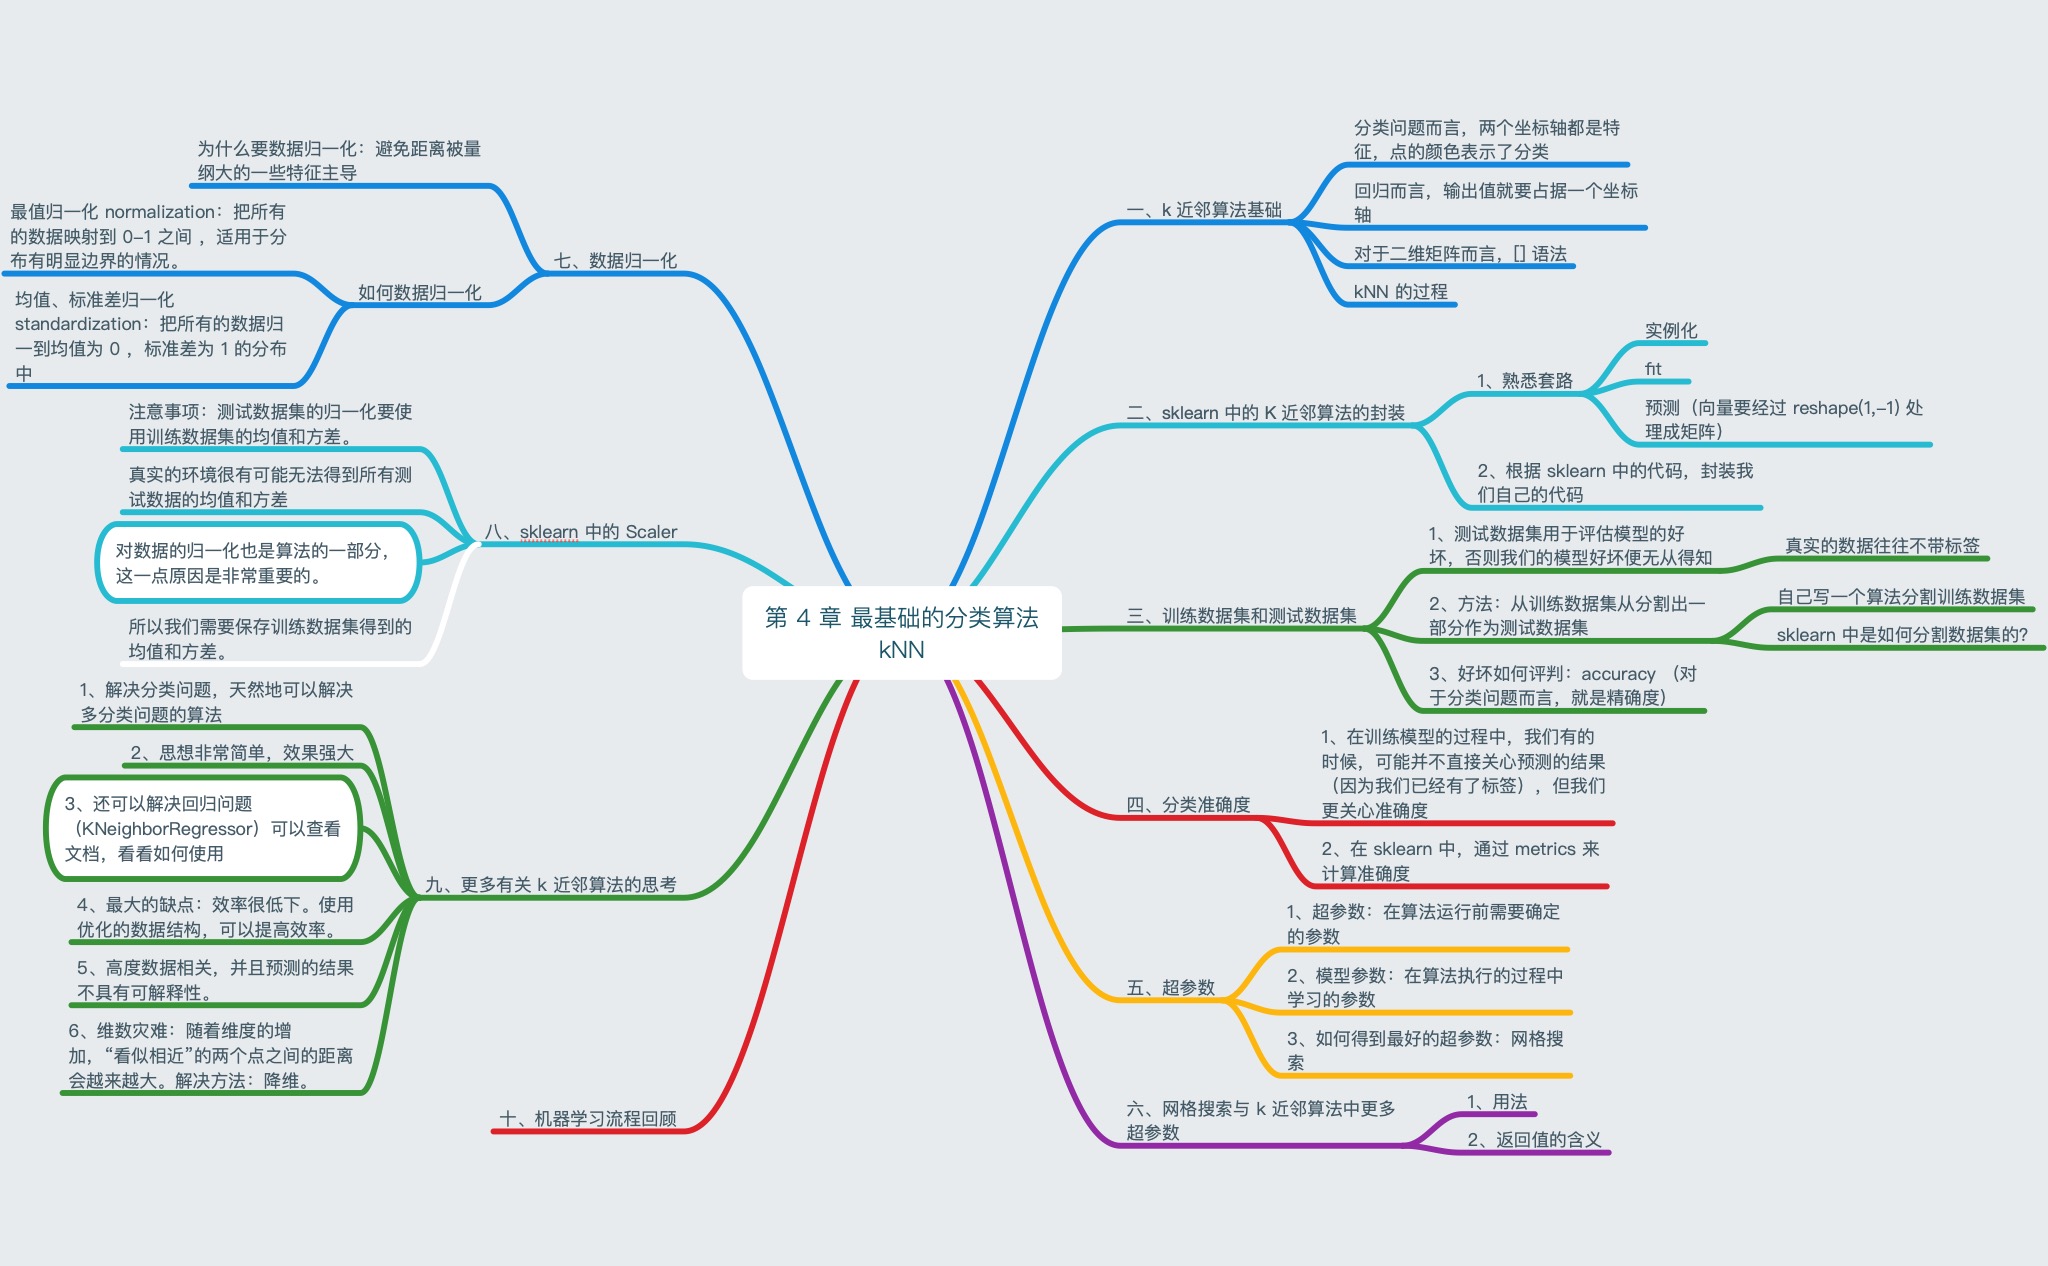 第 4 章 最基础的分类算法
kNN
一、k 近邻算法基础
分类问题而言，两个坐标轴都是特
征，点的颜色表示了分类
回归而言，输出值就要占据一个坐标
轴
对于二维矩阵而言，[] 语法
kNN 的过程
二、sklearn 中的 K 近邻算法的封装
1、熟悉套路
实例化
fit
预测（向量要经过 reshape(1,-1) 处
理成矩阵）
2、根据 sklearn 中的代码，封装我
们自己的代码
三、训练数据集和测试数据集
1、测试数据集用于评估模型的好
坏，否则我们的模型好坏便无从得知
真实的数据往往不带标签
2、方法：从训练数据集从分割出一
部分作为测试数据集
自己写一个算法分割训练数据集
sklearn 中是如何分割数据集的?
3、好坏如何评判：accuracy （对
于分类问题而言，就是精确度）
四、分类准确度
1、在训练模型的过程中，我们有的
时候，可能并不直接关心预测的结果
（因为我们已经有了标签），但我们
更关心准确度
2、在 sklearn 中，通过 metrics 来
计算准确度
五、超参数
1、超参数：在算法运行前需要确定
的参数
2、模型参数：在算法执行的过程中
学习的参数
3、如何得到最好的超参数：网格搜
索
六、网格搜索与 k 近邻算法中更多
超参数
1、用法
2、返回值的含义
七、数据归一化
为什么要数据归一化：避免距离被量
纲大的一些特征主导
如何数据归一化
最值归一化 normalization：把所有
的数据映射到 0-1 之间 ，适用于分
布有明显边界的情况。
均值、标准差归一化
standardization：把所有的数据归
一到均值为 0 ，标准差为 1 的分布
中
八、sklearn 中的 Scaler
注意事项：测试数据集的归一化要使
用训练数据集的均值和方差。
真实的环境很有可能无法得到所有测
试数据的均值和方差
对数据的归一化也是算法的一部分，
这一点原因是非常重要的。
所以我们需要保存训练数据集得到的
均值和方差。
九、更多有关 k 近邻算法的思考
1、解决分类问题，天然地可以解决
多分类问题的算法
2、思想非常简单，效果强大
3、还可以解决回归问题
（KNeighborRegressor）可以查看
文档，看看如何使用
4、最大的缺点：效率很低下。使用
优化的数据结构，可以提高效率。
5、高度数据相关，并且预测的结果
不具有可解释性。
6、维数灾难：随着维度的增
加，“看似相近”的两个点之间的距离
会越来越大。解决方法：降维。
十、机器学习流程回顾